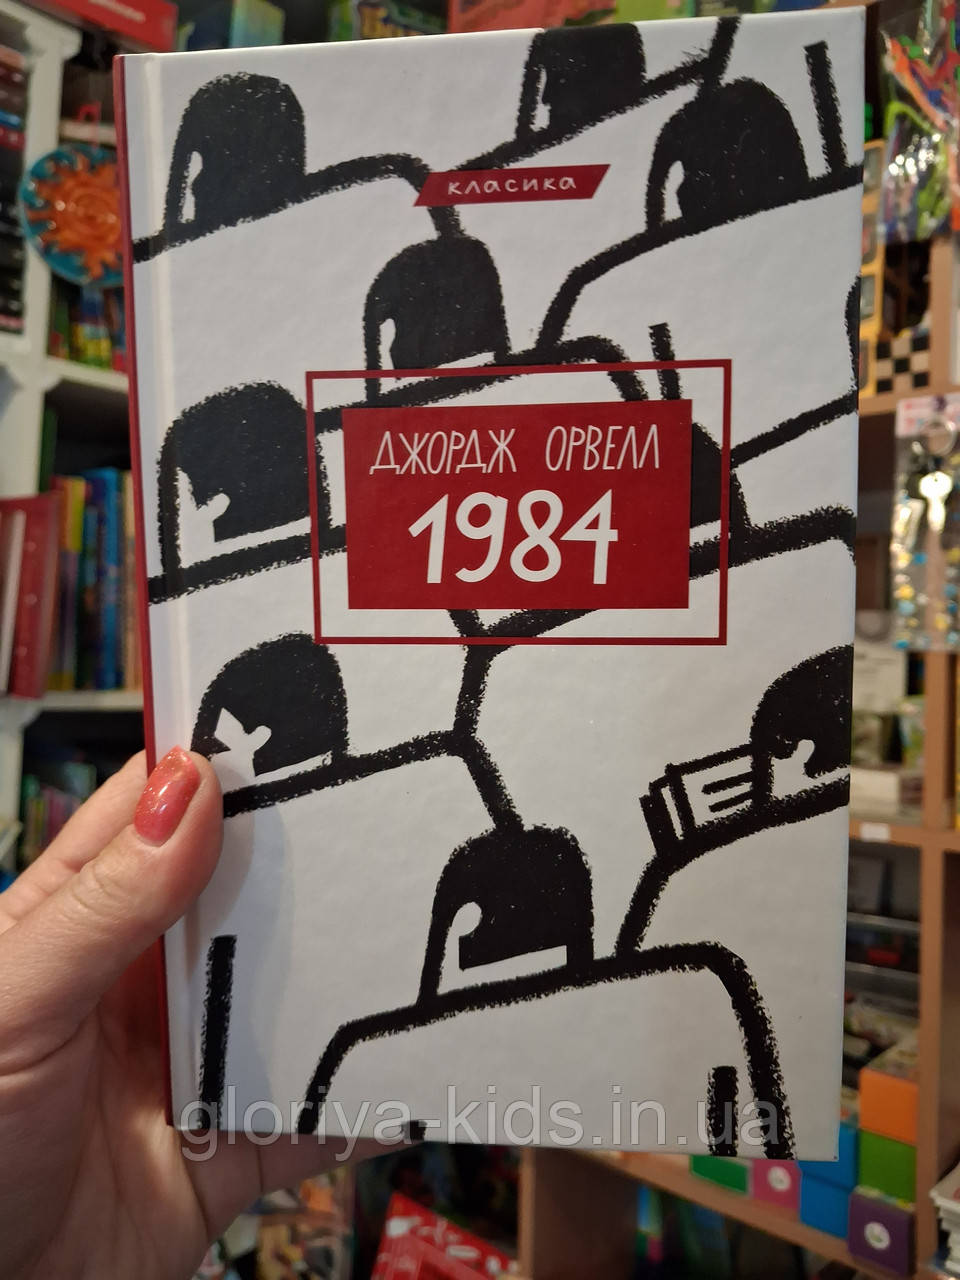 класика
ДЖОРДЖ ОРВЕЛЛ
1984
gloriya-kids.in.ua